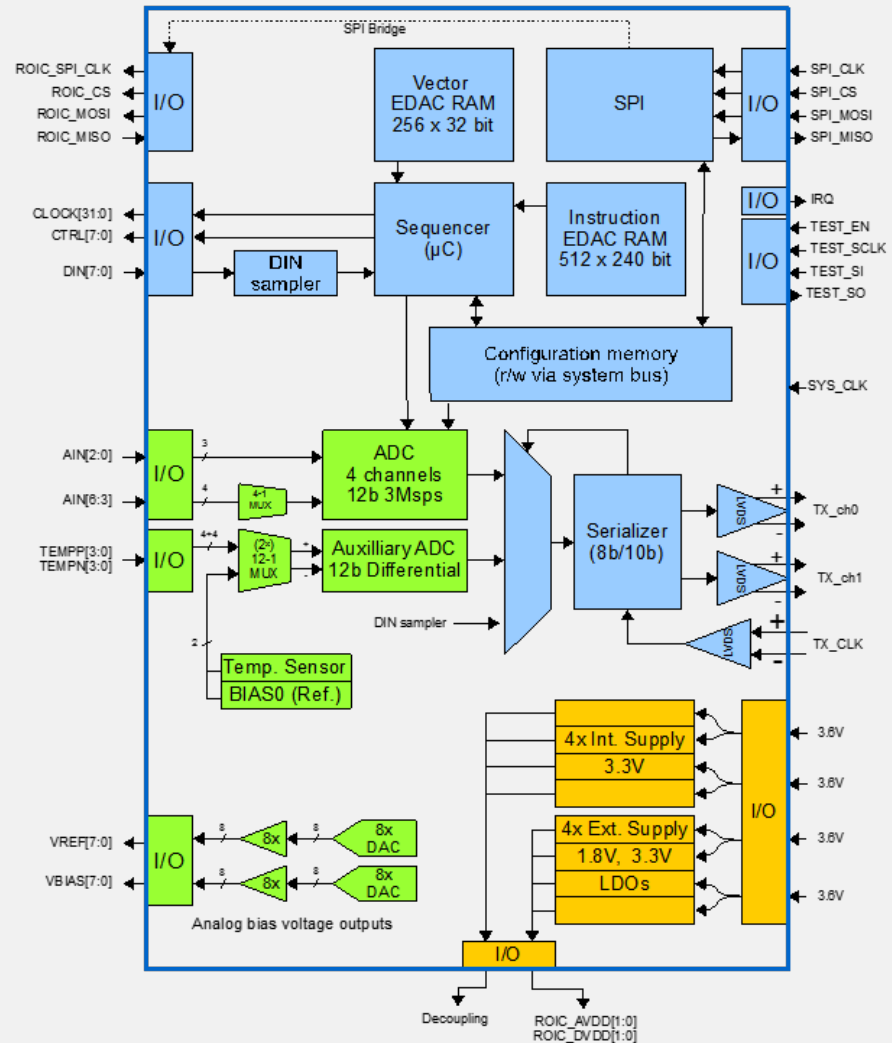 SPI Bridge
ROIC_SPI_CLK
ROIC_CS
ROIC_MOSI
ROIC_MISO
I/O
Vector
EDAC RAM
256 x 32 bit
SPI
I/O
SPI_CLK
SPI_CS
SPI_MOSI
SPI_MISO
I/O
IRQ
CLOCK[31:0]
CTRL[7:0]
DIN[7:0]
I/O
DIN
sampler
Sequencer
(µC)
Instruction
EDAC RAM
512 x 240 bit
I/O
TEST_EN
TEST_SCLK
TEST_SI
TEST_SO
Configuration memory
(r/w via system bus)
SYS_CLK
AIN[2:0]
AIN[6:3]
I/O
3
4
4-1
MUX
ADC
4 channels
12b 3Msps
TEMPP[3:0]
TEMPN[3:0]
I/O
4+4
(2x)
12-1
MUX
+
-
Auxilliary ADC
12b Differential
DIN sampler
Serializer
(8b/10b)
LVDS
+
-
TX_ch0
LVDS
+
-
TX_ch1
LVDS
+
-
TX_CLK
2
Temp. Sensor
BIAS0 (Ref.)
4x Int. Supply
3.3V
I/O
3.6V
3.6V
3.6V
3.6V
4x Ext. Supply
1.8V, 3.3V
LDOs
VREF[7:0]
VBIAS[7:0]
I/O
8
8x
8
8x
DAC
8
8x
8
8x
DAC
Analog bias voltage outputs
I/O
Decoupling
ROIC_AVDD[1:0]
ROIC_DVDD[1:0]